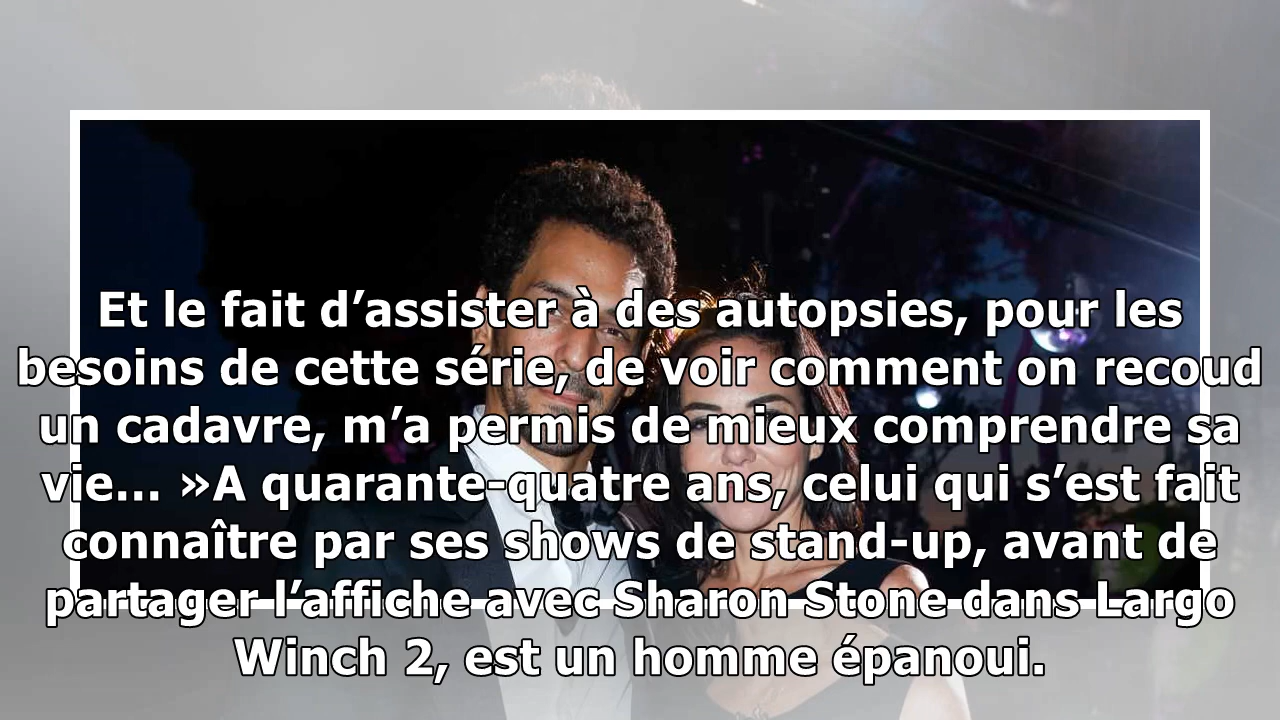 Et le fait d’assister à des autopsies, pour les
besoins de cette série, de voir comment on recoud
un cadavre, m’a permis de mieux comprendre sa
vie... »A quarante-quatre ans, celui qui s’est fait
connaître par ses shows de stand-up, avant de
partager l’affiche avec Sharon Stone dans Largo
Winch 2, est un homme épanoui.